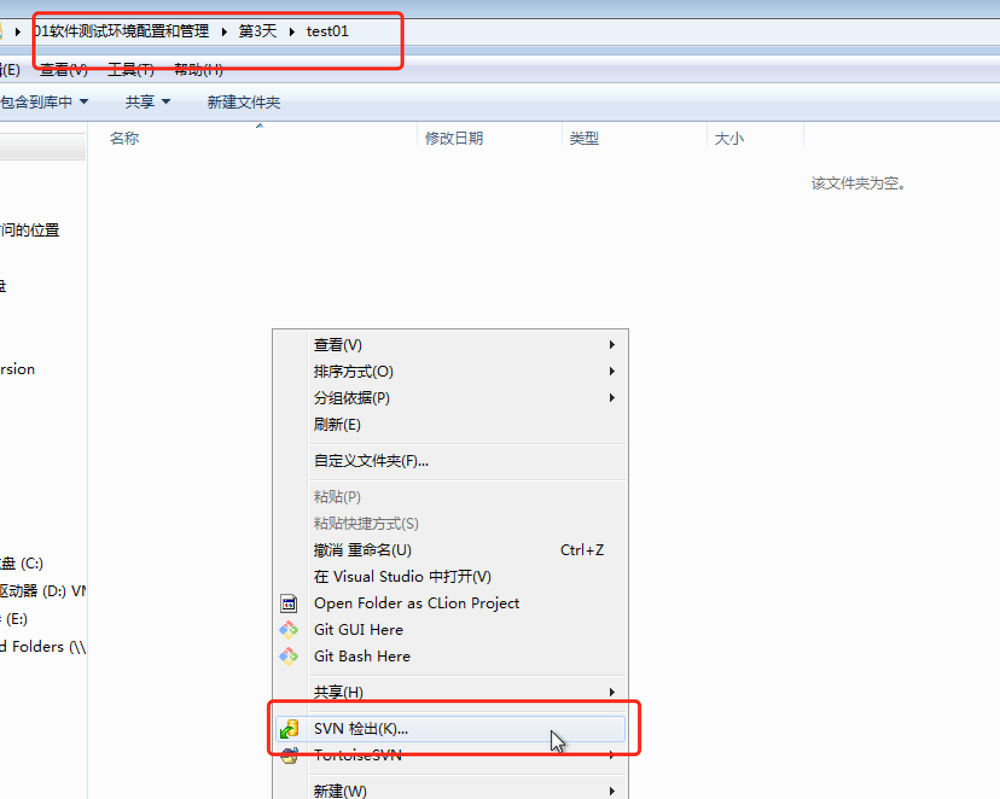 01软件测试环境配置和管理 第3天 test01
(E) 查看(V) 工具(T) 帮助(H)
包含到库中 共享 新建文件夹
名称 修改日期 类型 大小
该文件夹为空。
问的位置
盘
rsion
盘 (C:)
驱动器 (D:) VM
(E:)
d Folders (\\
查看(V)
排序方式(O)
分组依据(P)
刷新(E)
自定义文件夹(F)...
粘贴(P)
粘贴快捷方式(S)
撤消 重命名(U) Ctrl+Z
在 Visual Studio 中打开(V)
Open Folder as CLion Project
Git GUI Here
Git Bash Here
共享(H)
SVN 检出(K)...
TortoiseSVN
新建(W)